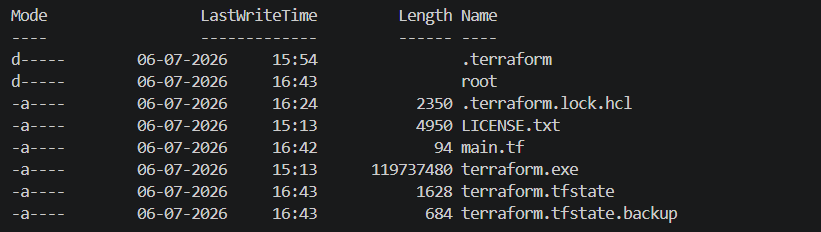 Mode                 LastWriteTime         Length Name
----                 -------------         ------ ----
d-----        06-07-2026     15:54                .terraform
d-----        06-07-2026     16:43                root
-a----        06-07-2026     16:24           2350 .terraform.lock.hcl
-a----        06-07-2026     15:13           4950 LICENSE.txt
-a----        06-07-2026     16:42             94 main.tf
-a----        06-07-2026     15:13      119737480 terraform.exe
-a----        06-07-2026     16:43           1628 terraform.tfstate
-a----        06-07-2026     16:43            684 terraform.tfstate.backup